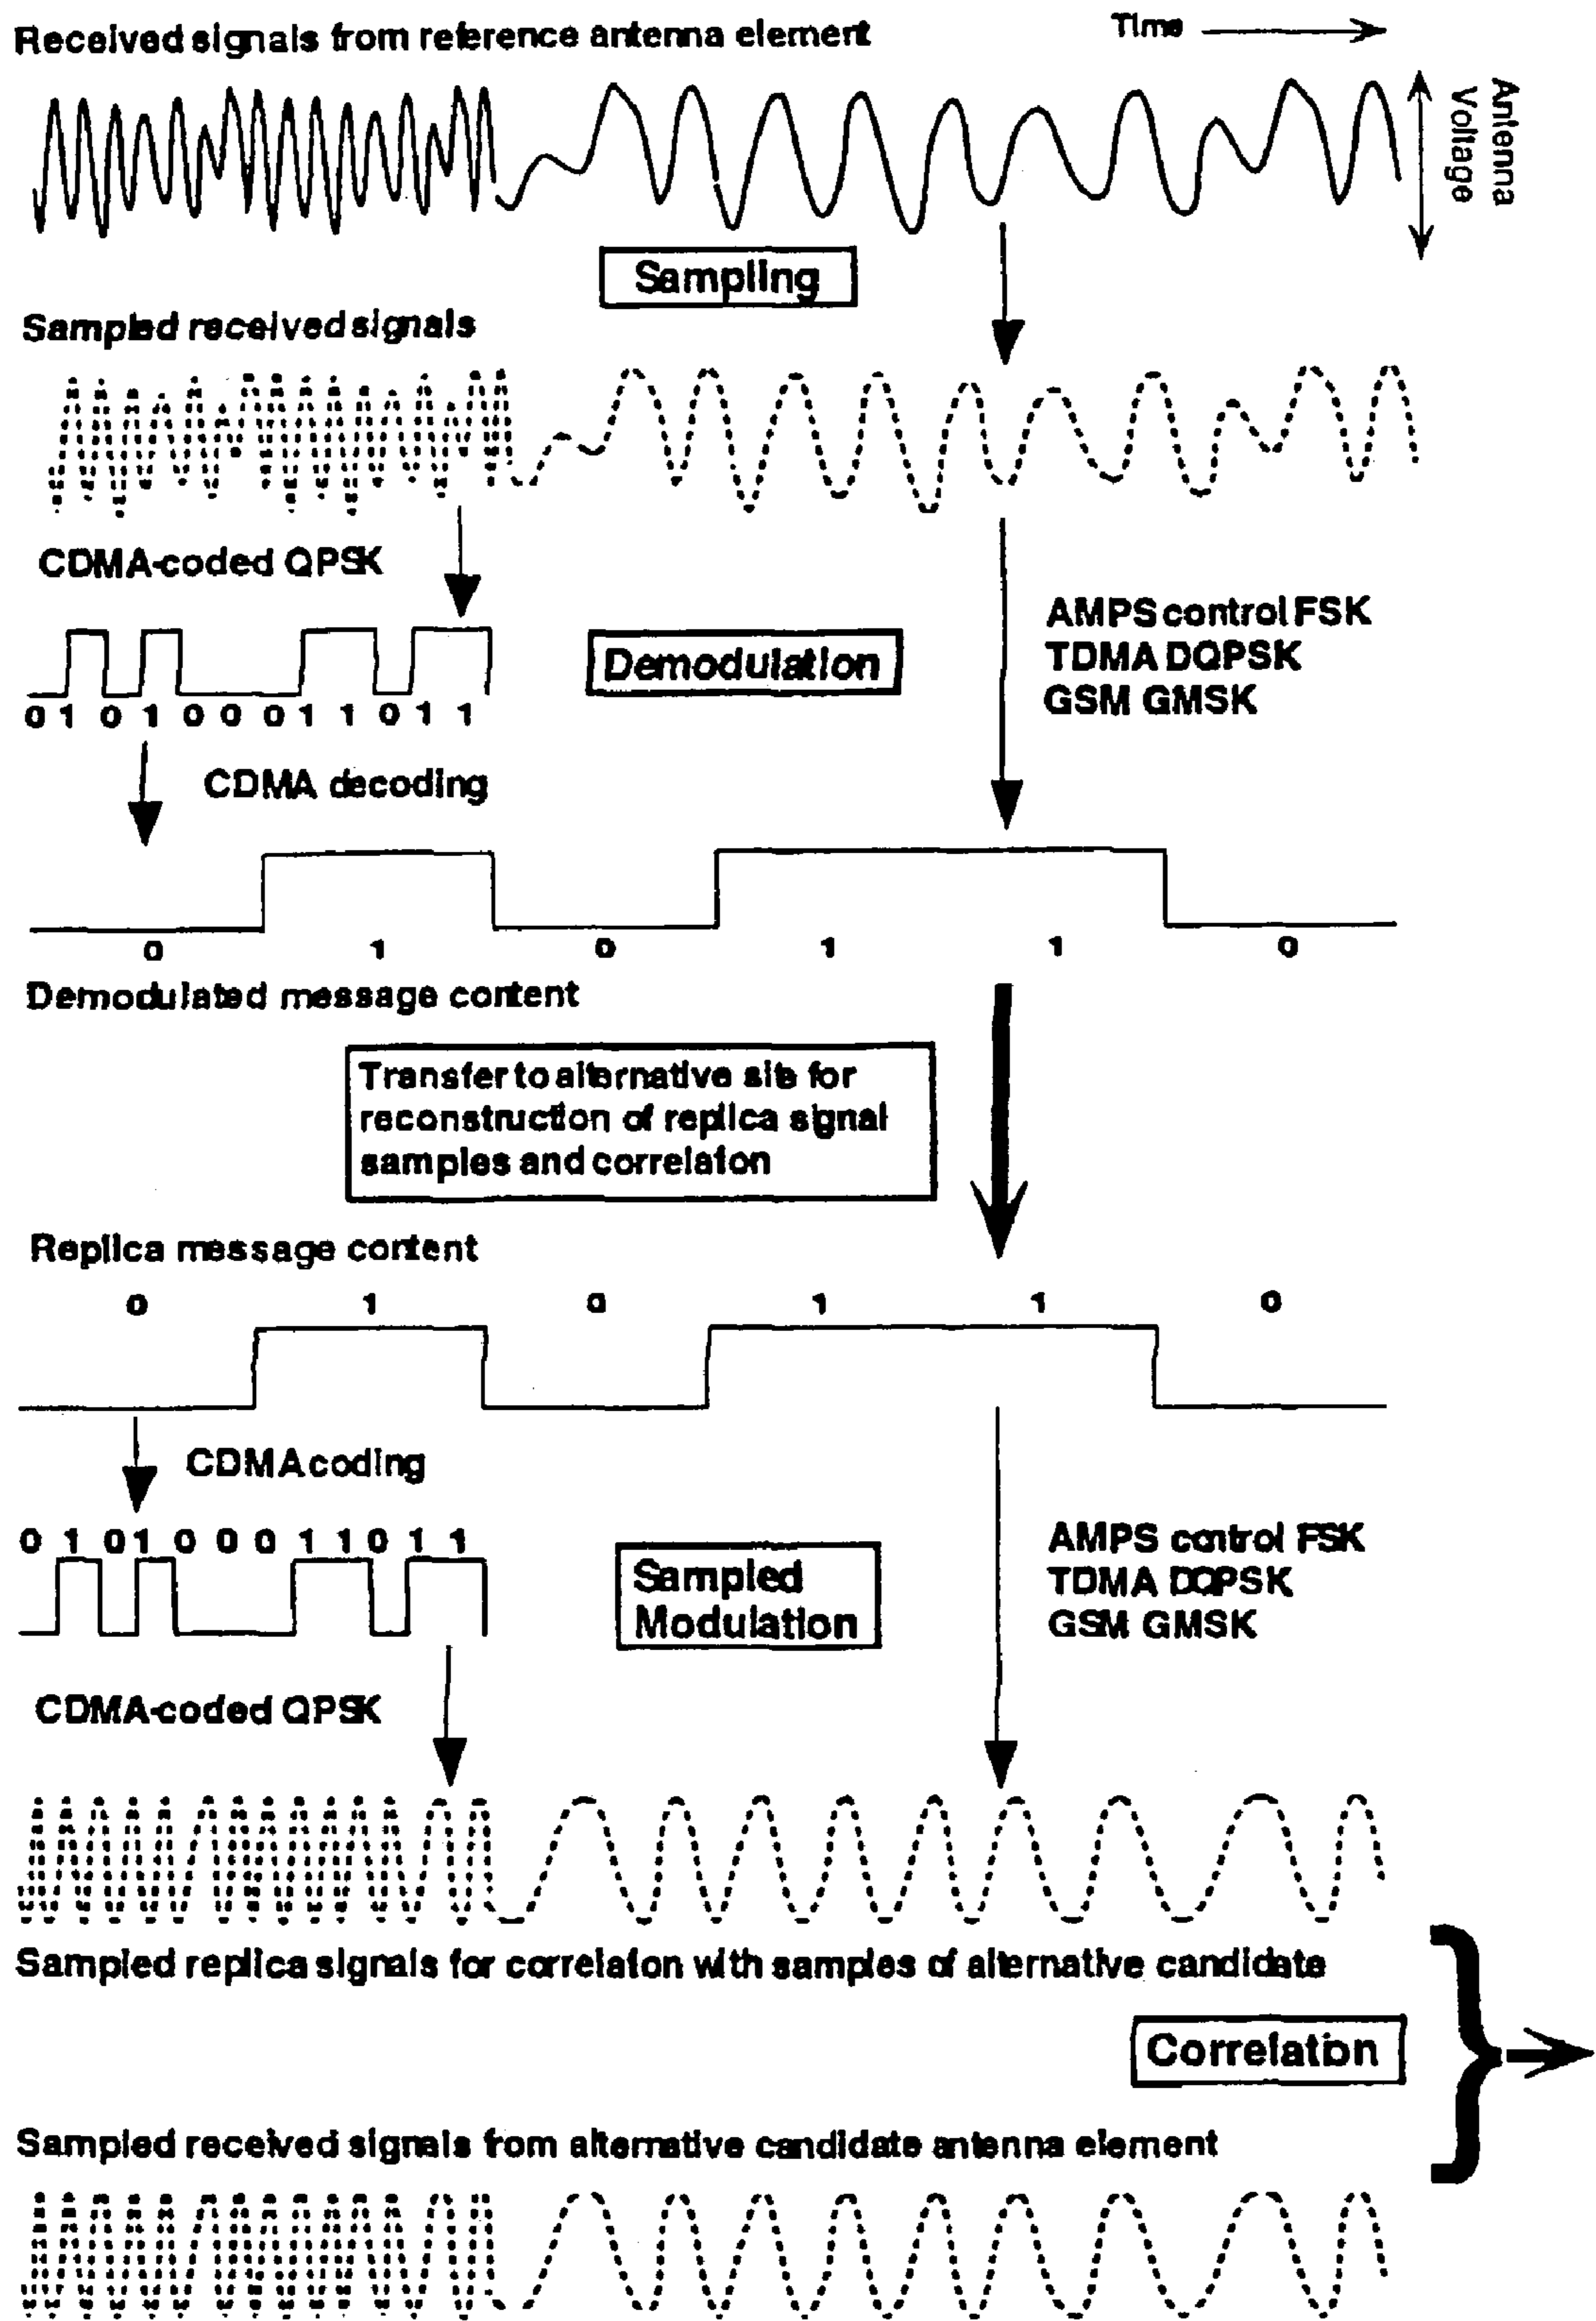 Received signals from reference antenna element
Time
Antenna
Voltage
Sampling
Sampled received signals
CDMA-coded QPSK
Demodulation
AMPS control FSK
TDMA DQPSK
GSM GMSK
0 1 0 1 0 0 0 1 1 0 1 1
CDMA decoding
0 1 0 1 1 0
Demodulated message content
Transfer to alternative site for
reconstruction of replica signal
samples and correlation
Replica message content
0 1 0 1 1 0
CDMA coding
0 1 0 1 0 0 0 1 1 0 1 1
Sampled
Modulation
AMPS control FSK
TDMA DQPSK
GSM GMSK
CDMA-coded QPSK
Sampled replica signals for correlation with samples of alternative candidate
Correlation
Sampled received signals from alternative candidate antenna element